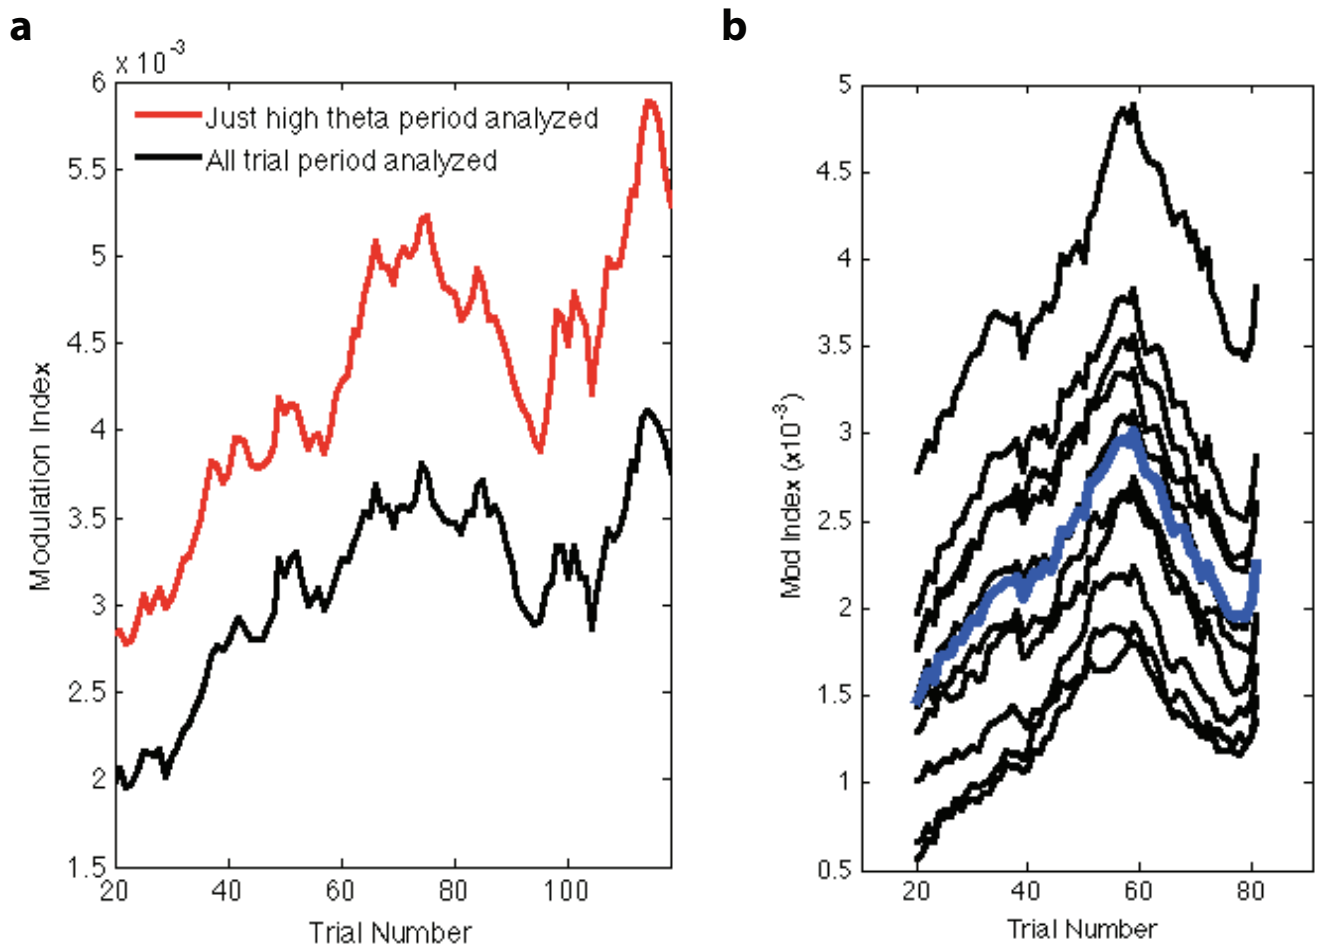 a
x 10^-3
6
5.5
5
4.5
4
3.5
3
2.5
2
1.5
Modulation Index
Just high theta period analyzed
All trial period analyzed
20 40 60 80 100
Trial Number
b
5
4.5
4
3.5
3
2.5
2
1.5
1
0.5
Mod Index (x10^-3)
20 40 60 80
Trial Number